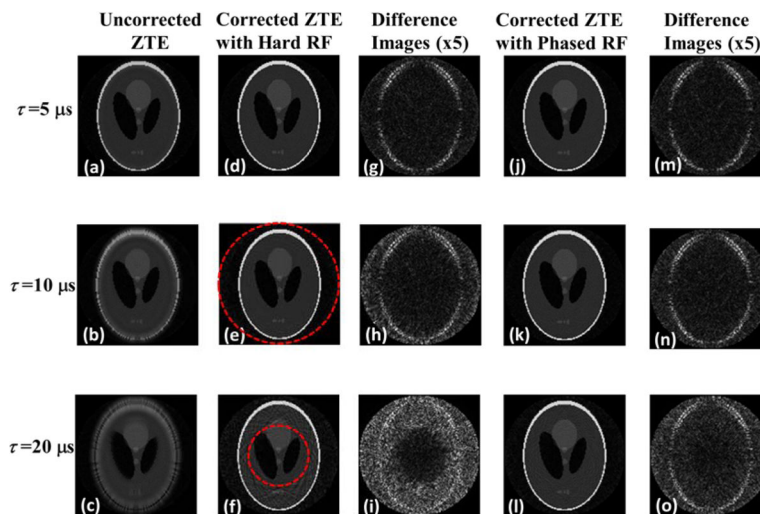 Uncorrected ZTE
Corrected ZTE with Hard RF
Difference Images (x5)
Corrected ZTE with Phased RF
Difference Images (x5)
τ=5 μs
(a)
(d)
(g)
(j)
(m)
τ=10 μs
(b)
(e)
(h)
(k)
(n)
τ=20 μs
(c)
(f)
(i)
(l)
(o)